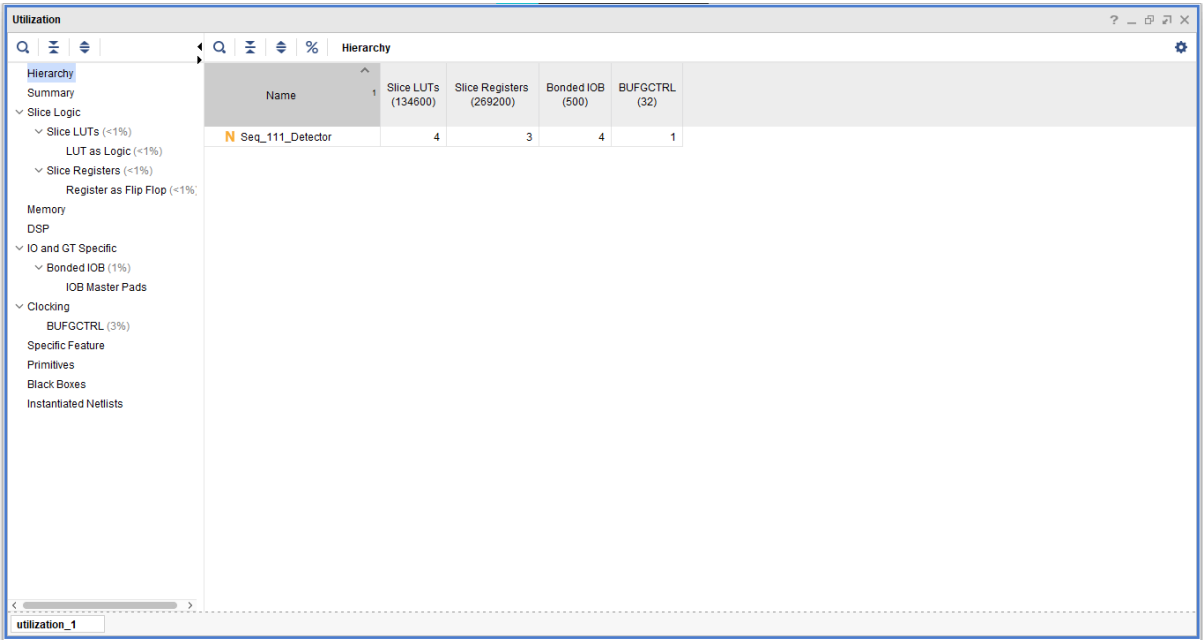 Utilization
Hierarchy
Hierarchy
Summary
Slice Logic
Slice LUTs (<1%)
LUT as Logic (<1%)
Slice Registers (<1%)
Register as Flip Flop (<1%)
Memory
DSP
IO and GT Specific
Bonded IOB (1%)
IOB Master Pads
Clocking
BUFGCTRL (3%)
Specific Feature
Primitives
Black Boxes
Instantiated Netlists
Name 1 Slice LUTs (134600) Slice Registers (269200) Bonded IOB (500) BUFGCTRL (32)
N Seq_111_Detector 4 3 4 1
utilization_1